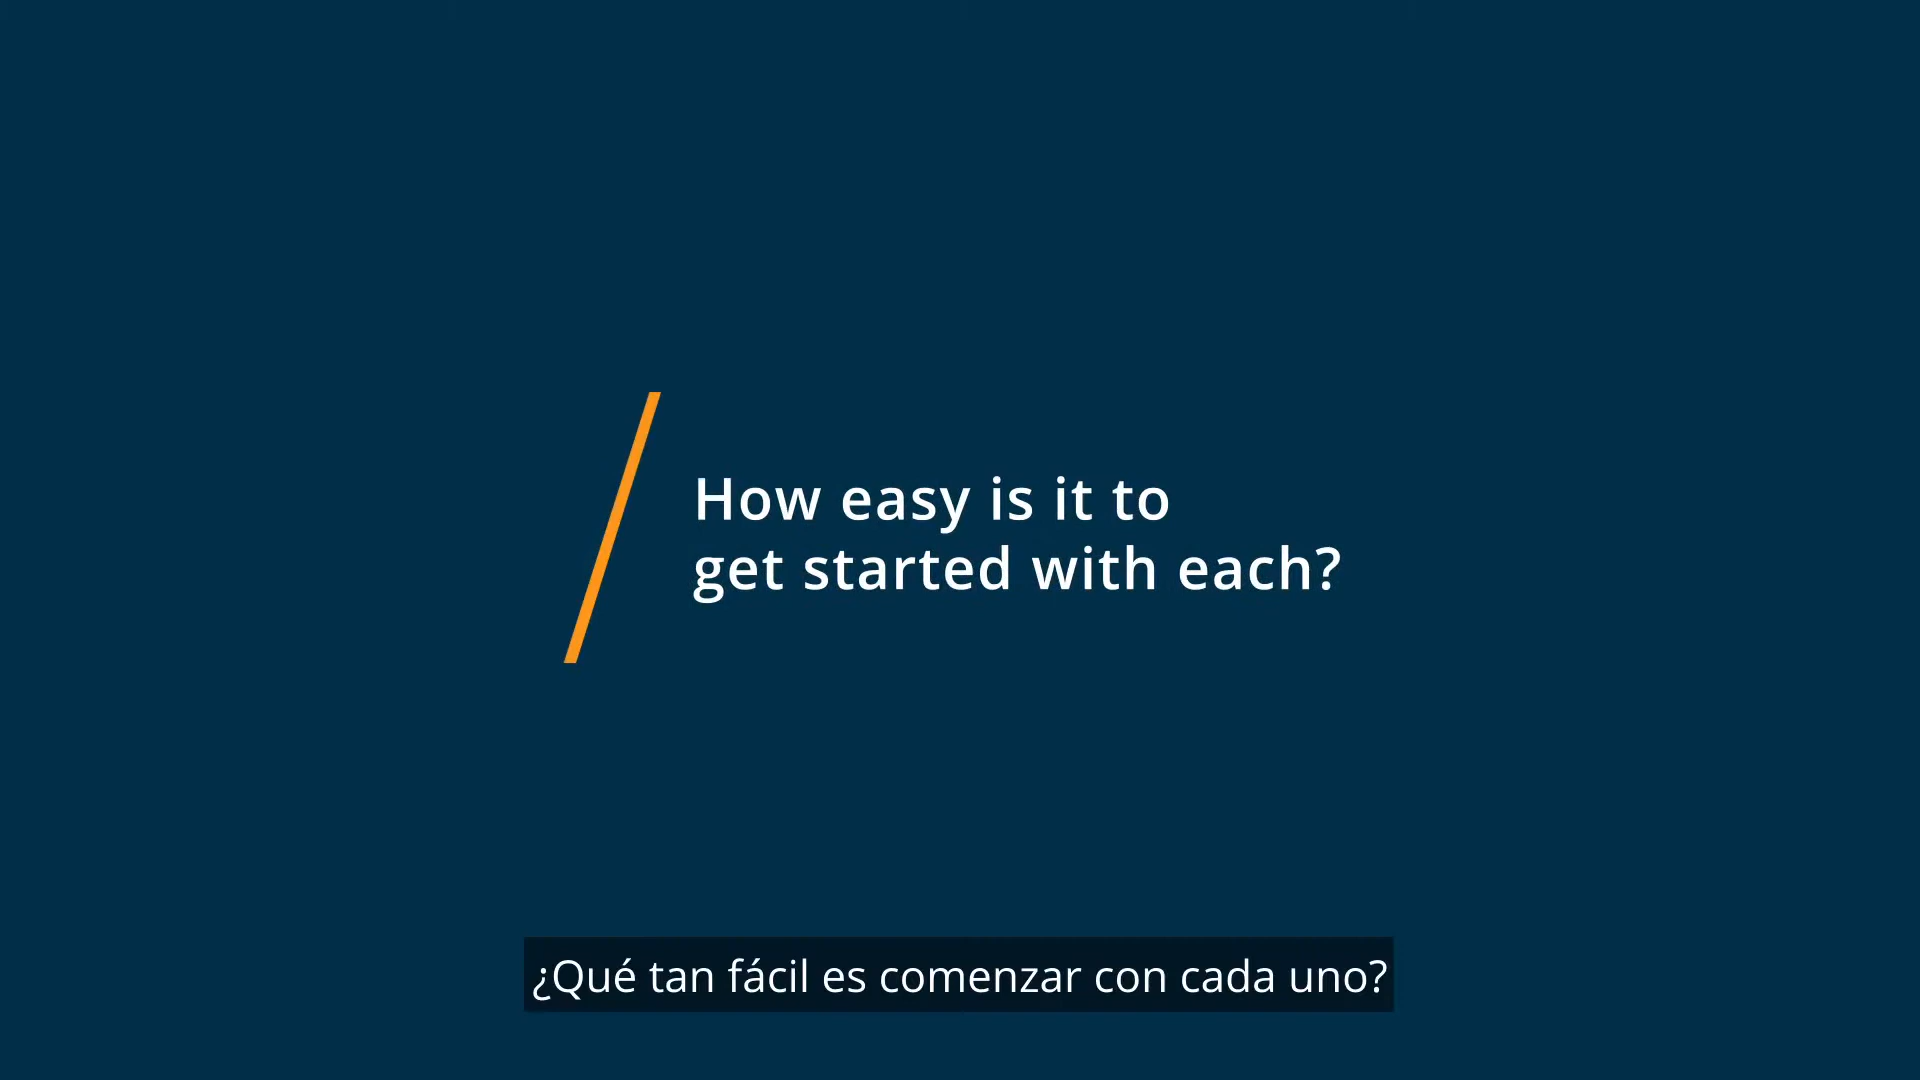 How easy is it to
get started with each?
¿Qué tan fácil es comenzar con cada uno?